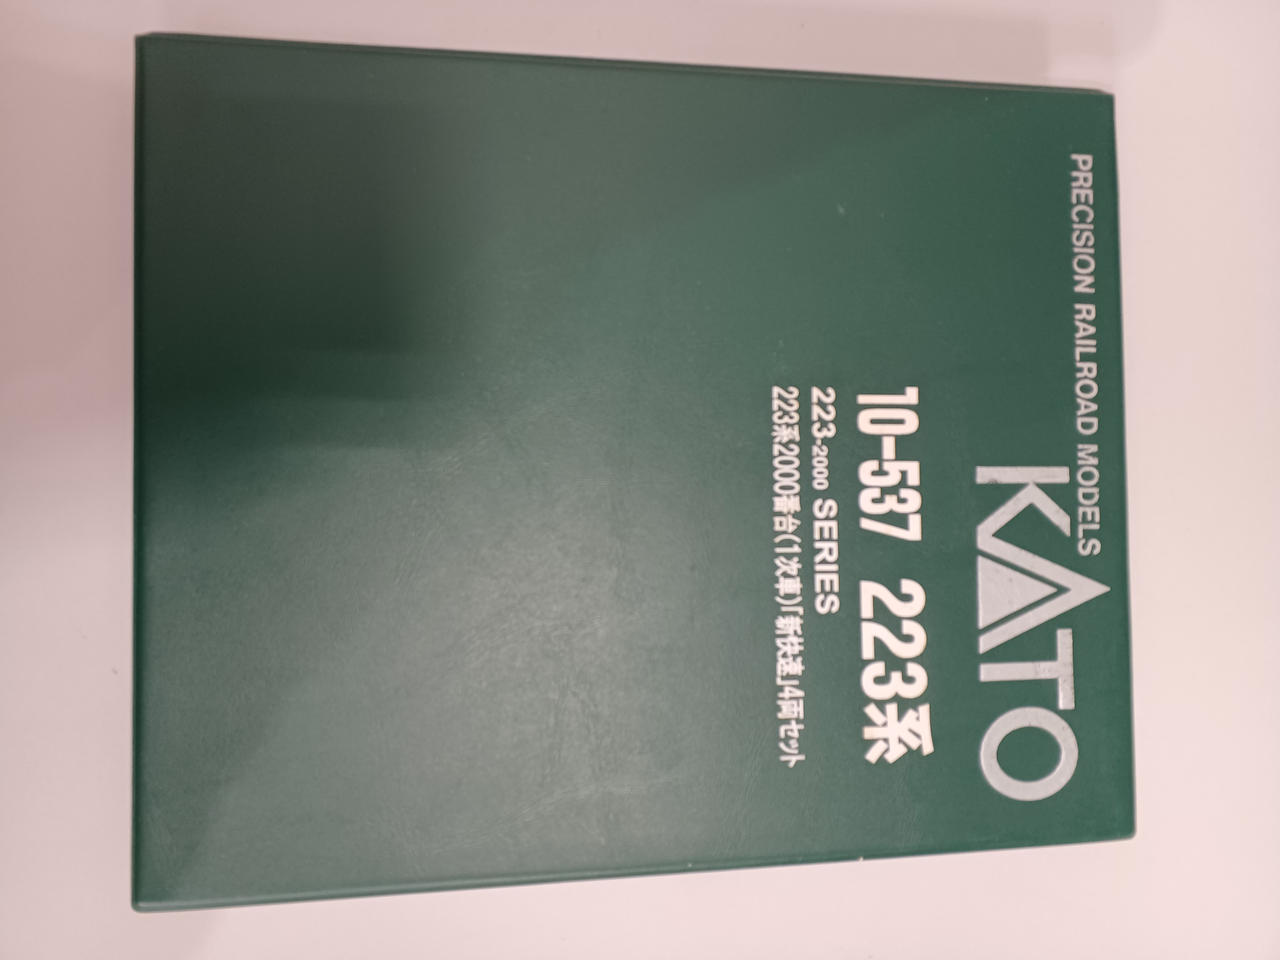 PRECISION RAILROAD MODELS
KATO
10-537 223系
223-2000 SERIES
223系2000番台(1次車)「新快速」4両セット